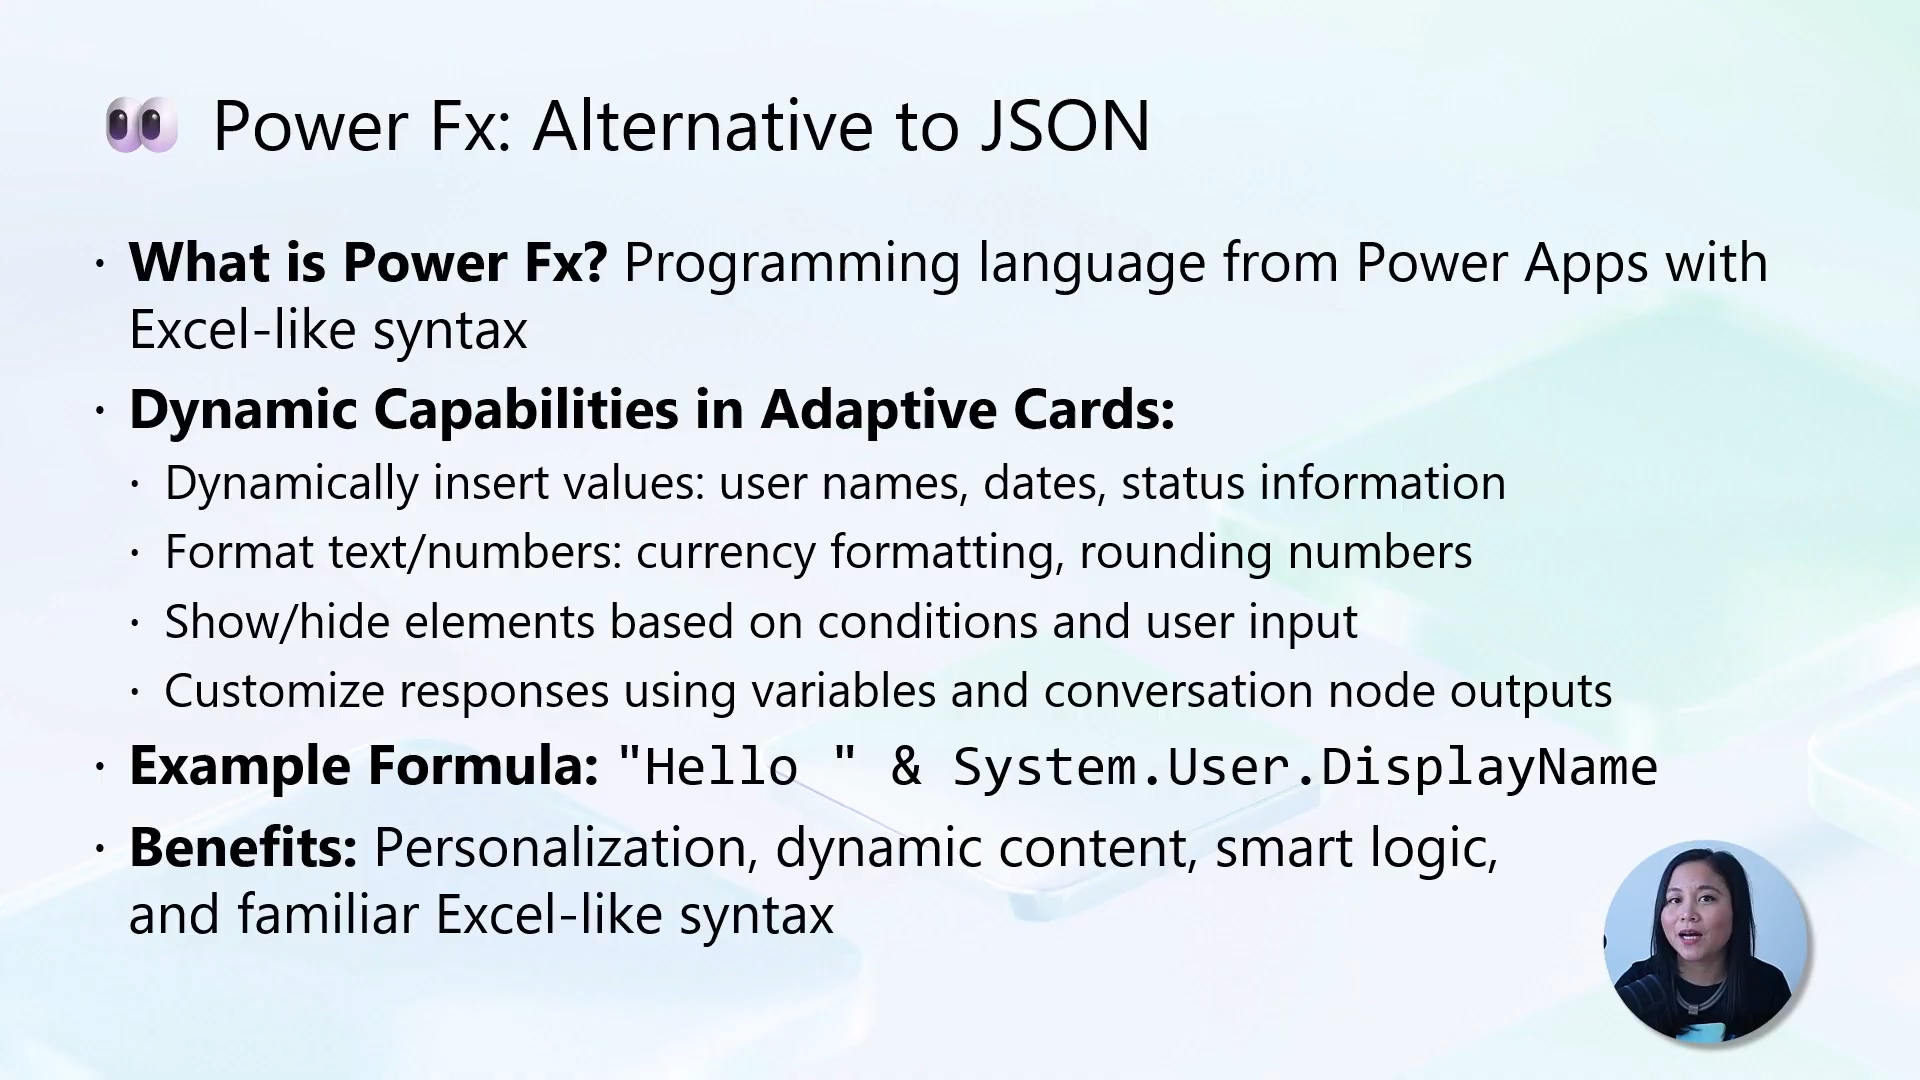 Power Fx: Alternative to JSON
· What is Power Fx? Programming language from Power Apps with
Excel-like syntax
· Dynamic Capabilities in Adaptive Cards:
· Dynamically insert values: user names, dates, status information
· Format text/numbers: currency formatting, rounding numbers
· Show/hide elements based on conditions and user input
· Customize responses using variables and conversation node outputs
· Example Formula: "Hello " & System.User.DisplayName
· Benefits: Personalization, dynamic content, smart logic,
and familiar Excel-like syntax